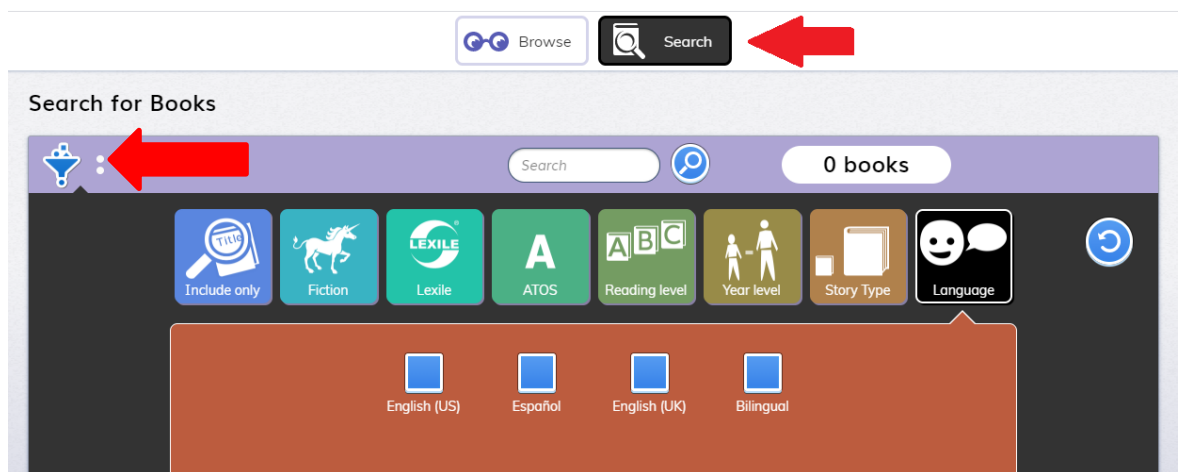 Browse
Search
Search for Books
Search
0 books
Title
LEXILE
®
A
ABC
Include only
Fiction
Lexile
ATOS
Reading level
Year level
Story Type
Language
English (US)
Español
English (UK)
Bilingual